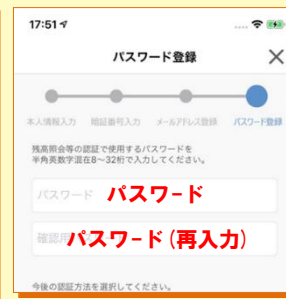 17:51
パスワード登録
本人情報入力 暗証番号入力 メールアドレス登録 パスワード登録
残高照会等の認証で使用するパスワードを
半角英数字混在8〜32桁で入力してください。
パスワード パスワード
確認用 パスワード(再入力)
今後の認証方法を選択してください。